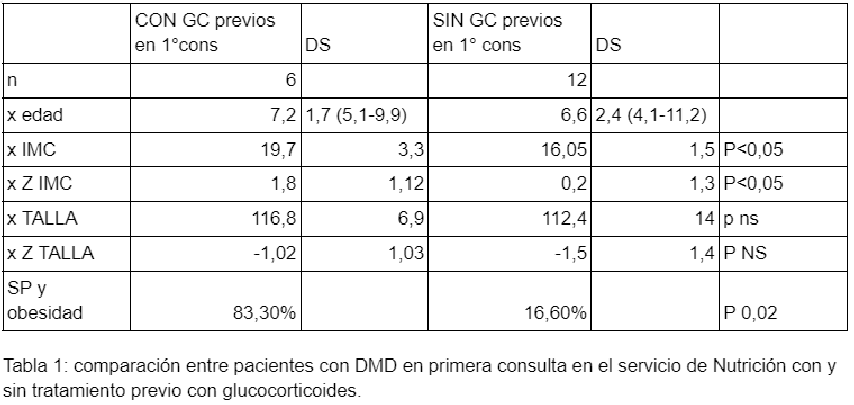 CON GC previos en 1°cons DS SIN GC previos en 1° cons DS
n 6 12
x edad 7,2 1,7 (5,1-9,9) 6,6 2,4 (4,1-11,2)
x IMC 19,7 3,3 16,05 1,5 P<0,05
x Z IMC 1,8 1,12 0,2 1,3 P<0,05
x TALLA 116,8 6,9 112,4 14 p ns
x Z TALLA -1,02 1,03 -1,5 1,4 P NS
SP y obesidad 83,30% 16,60% P 0,02
Tabla 1: comparación entre pacientes con DMD en primera consulta en el servicio de Nutrición con y
sin tratamiento previo con glucocorticoides.